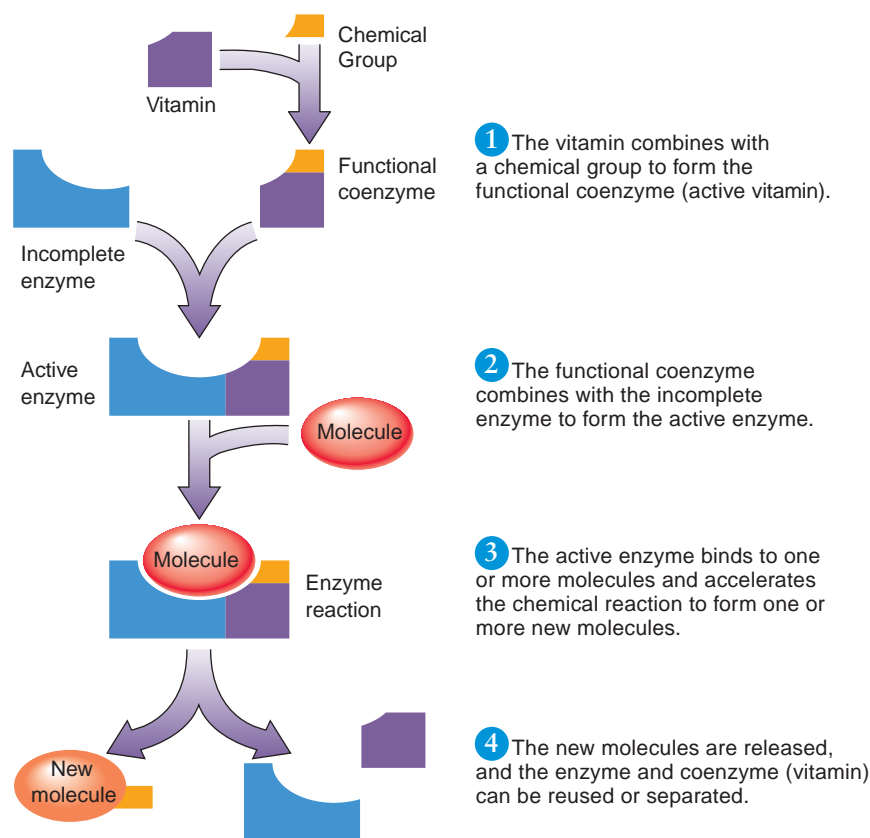 Chemical
Group
Vitamin
1 The vitamin combines with
a chemical group to form the
functional coenzyme (active vitamin).
Functional
coenzyme
Incomplete
enzyme
Active
enzyme
2 The functional coenzyme
combines with the incomplete
enzyme to form the active enzyme.
Molecule
Molecule
Enzyme
reaction
3 The active enzyme binds to one
or more molecules and accelerates
the chemical reaction to form one or
more new molecules.
New
molecule
4 The new molecules are released,
and the enzyme and coenzyme (vitamin)
can be reused or separated.